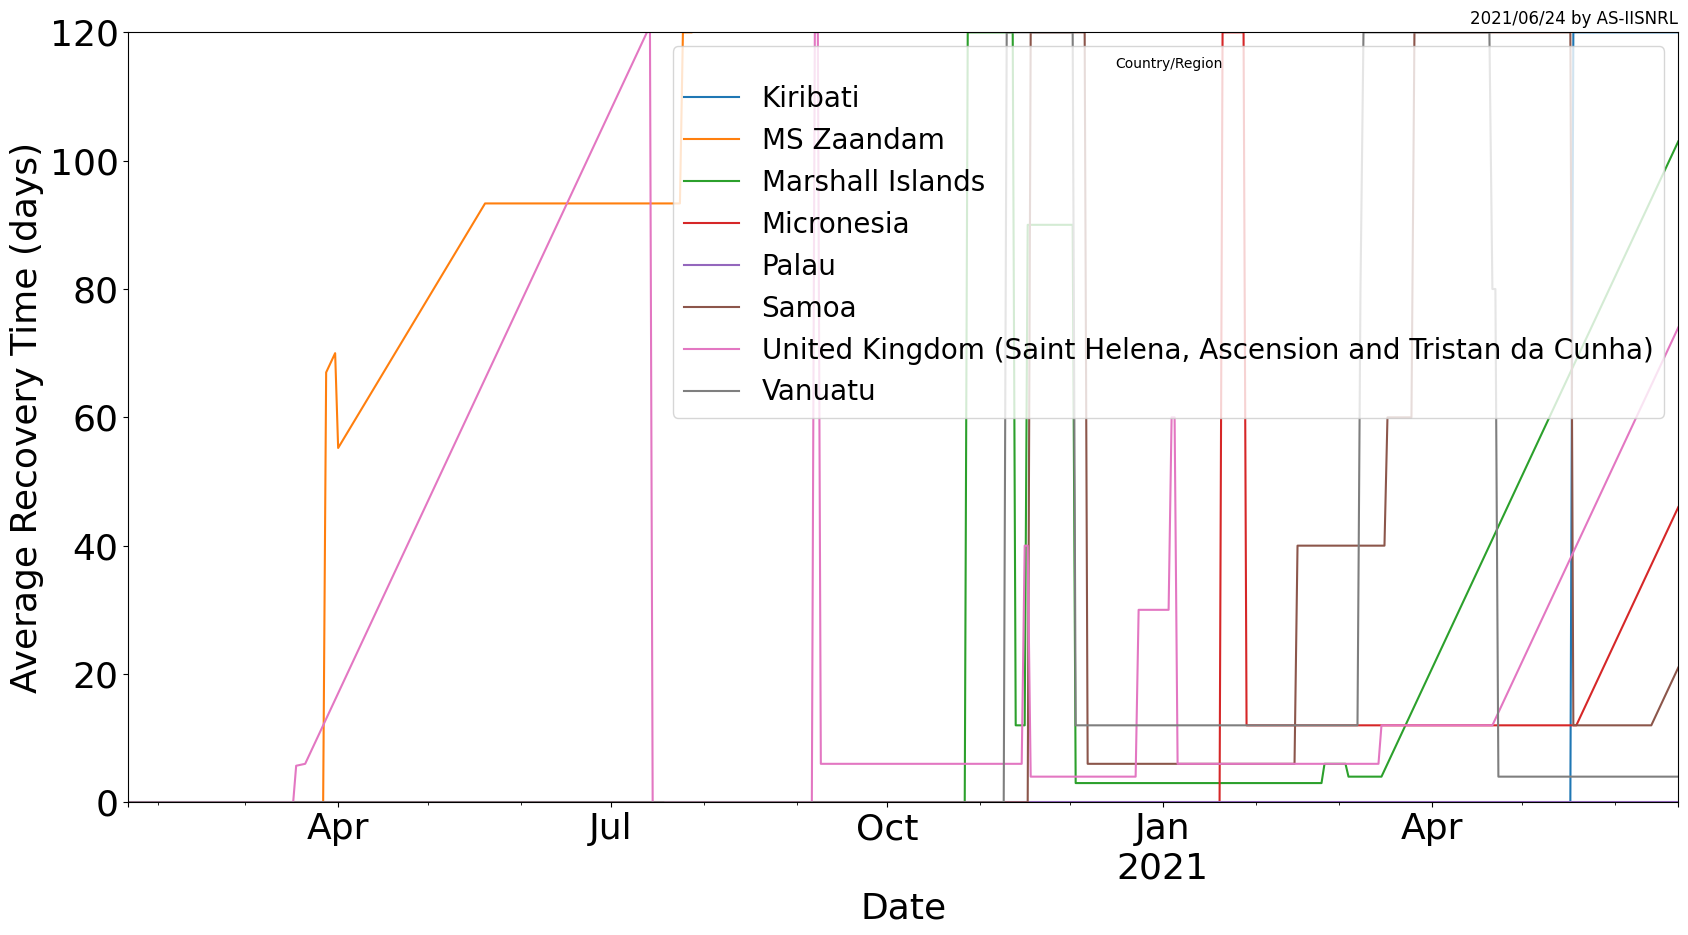 2021/06/24 by AS-IISNRL
120
100
80
60
40
20
0
Average Recovery Time (days)
Country/Region
Kiribati
MS Zaandam
Marshall Islands
Micronesia
Palau
Samoa
United Kingdom (Saint Helena, Ascension and Tristan da Cunha)
Vanuatu
Apr
Jul
Oct
Jan
2021
Apr
Date